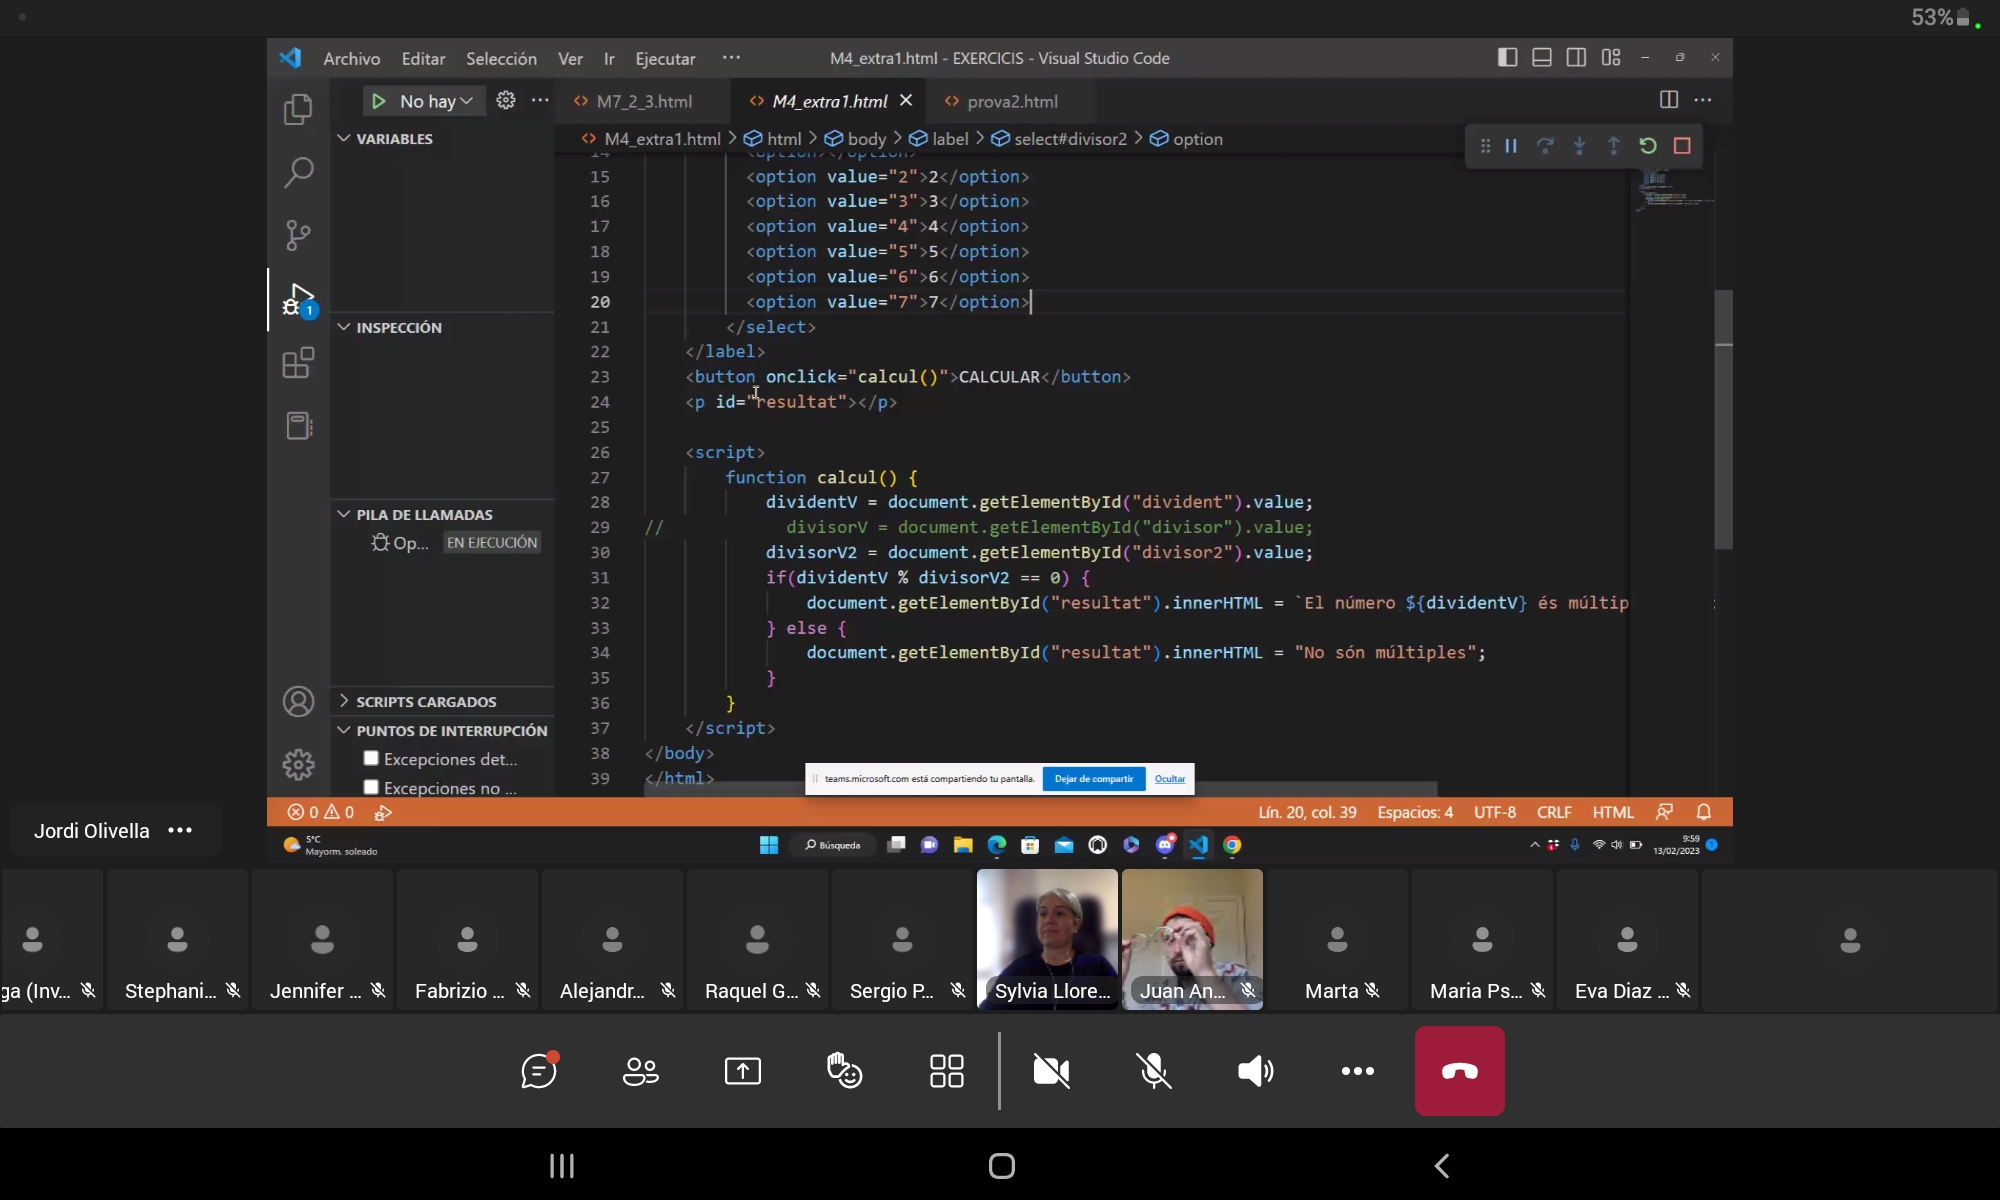 53%
Archivo Editar Selección Ver Ir Ejecutar ··· M4_extra1.html - EXERCICIS - Visual Studio Code
No hay M7_2_3.html M4_extra1.html prova2.html
M4_extra1.html > html > body > label > select#divisor2 > option
VARIABLES
INSPECCIÓN
PILA DE LLAMADAS
Op... EN EJECUCIÓN
SCRIPTS CARGADOS
PUNTOS DE INTERRUPCIÓN
Excepciones det...
Excepciones no ...
1
14 <option></option>
15 <option value="2">2</option>
16 <option value="3">3</option>
17 <option value="4">4</option>
18 <option value="5">5</option>
19 <option value="6">6</option>
20 <option value="7">7</option>
21 </select>
22 </label>
23 <button onclick="calcul()">CALCULAR</button>
24 <p id="resultat"></p>
25
26 <script>
27 function calcul() {
28 dividentV = document.getElementById("divident").value;
29 // divisorV = document.getElementById("divisor").value;
30 divisorV2 = document.getElementById("divisor2").value;
31 if(dividentV % divisorV2 == 0) {
32 document.getElementById("resultat").innerHTML = `El número ${dividentV} és múltip
33 } else {
34 document.getElementById("resultat").innerHTML = "No són múltiples";
35 }
36 }
37 </script>
38 </body>
39 </html>
teams.microsoft.com está compartiendo tu pantalla. Dejar de compartir Ocultar
0 0 Lín. 20, col. 39 Espacios: 4 UTF-8 CRLF HTML
5°C
Mayorm. soleado
Búsqueda
9:59
13/02/2023
Jordi Olivella ···
ga (Inv... Stephani... Jennifer ... Fabrizio ... Alejandr... Raquel G... Sergio P... Sylvia Llore... Juan An... Marta Maria Ps... Eva Diaz ...